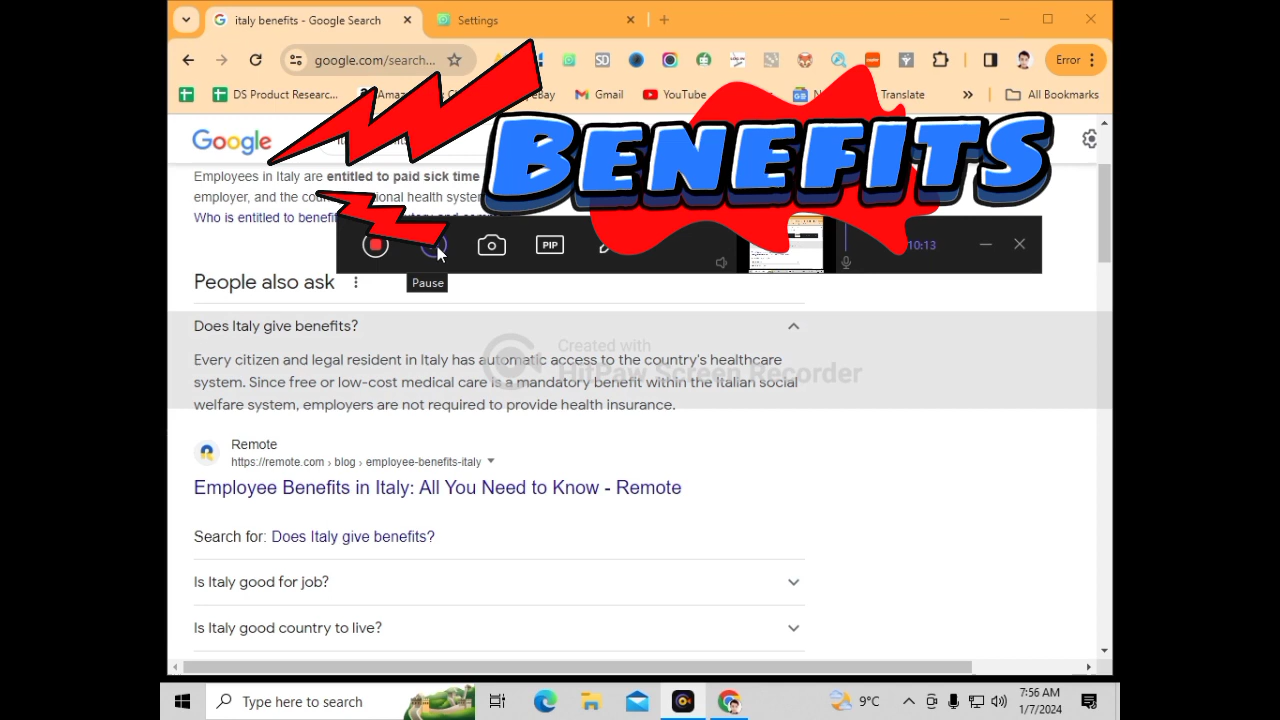 italy benefits - Google Search
Settings
google.com/search...
SD
Error
DS Product Researc...
Amaz
eBay
Gmail
YouTube
Translate
»
All Bookmarks
Google
BENEFITS
Employees in Italy are entitled to paid sick time
employer, and the
Who is entitled to
PIP
10:13
Pause
People also ask
Does Italy give benefits?
Every citizen and legal resident in Italy has automatic access to the country's healthcare
system. Since free or low-cost medical care is a mandatory benefit within the Italian social
welfare system, employers are not required to provide health insurance.
Created with
HitPaw Screen Recorder
Remote
https://remote.com › blog › employee-benefits-italy
Employee Benefits in Italy: All You Need to Know - Remote
Search for: Does Italy give benefits?
Is Italy good for job?
Is Italy good country to live?
Type here to search
9°C
7:56 AM
1/7/2024